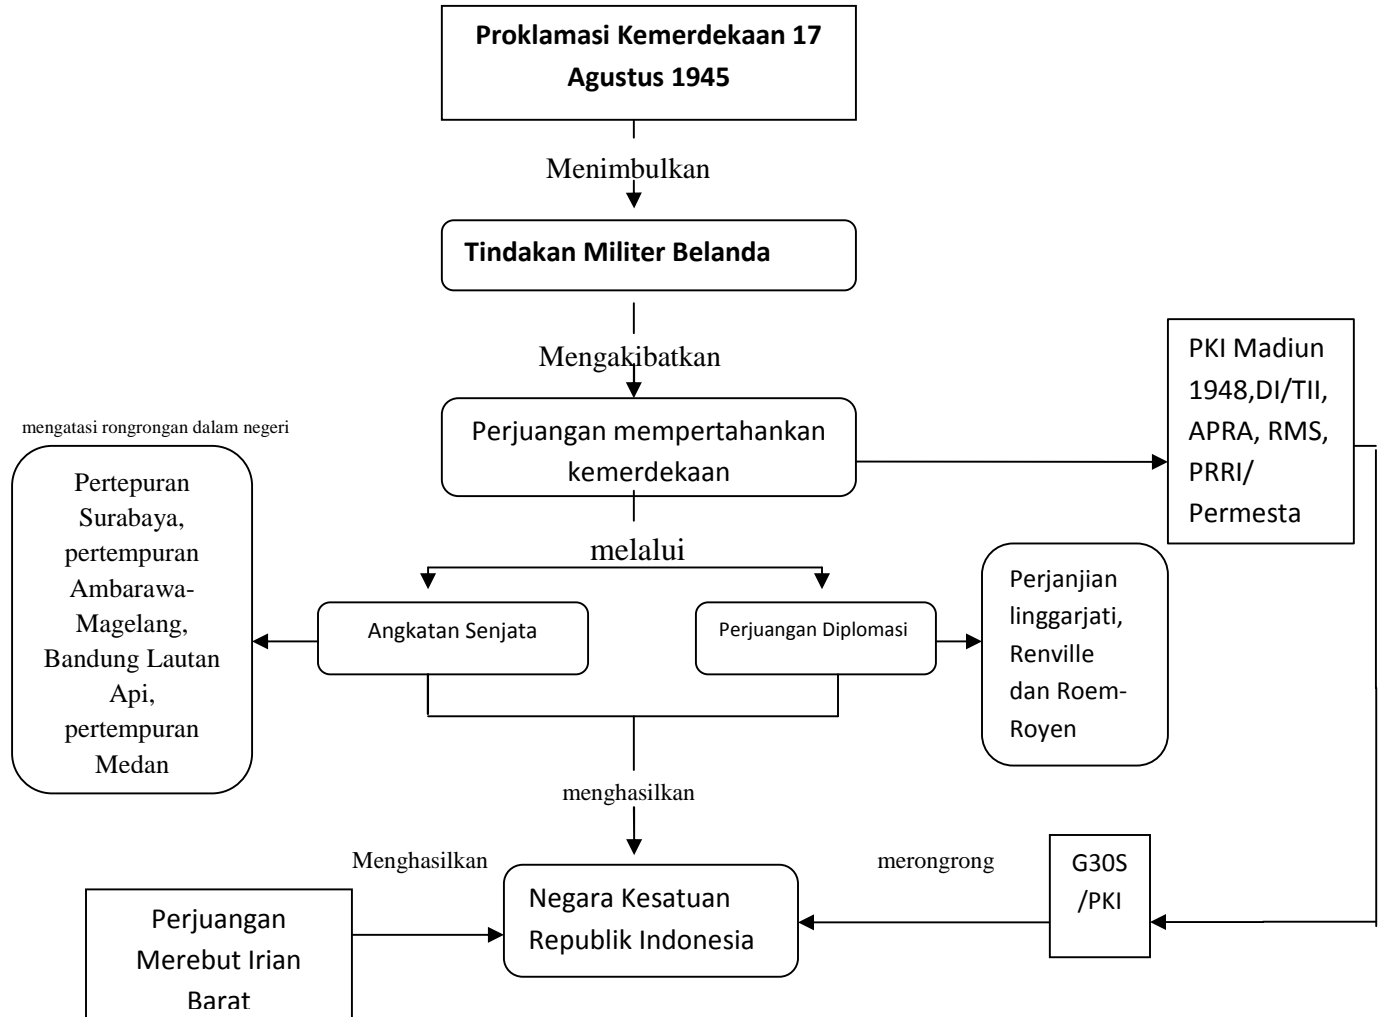 Proklamasi Kemerdekaan 17
Agustus 1945
Menimbulkan
Tindakan Militer Belanda
Mengakibatkan
Perjuangan mempertahankan
kemerdekaan
PKI Madiun
1948,DI/TII,
APRA, RMS,
PRRI/
Permesta
mengatasi rongrongan dalam negeri
Pertepuran
Surabaya,
pertempuran
Ambarawa-
Magelang,
Bandung Lautan
Api,
pertempuran
Medan
melalui
Angkatan Senjata
Perjuangan Diplomasi
Perjanjian
linggarjati,
Renville
dan Roem-
Royen
menghasilkan
Menghasilkan
merongrong
G30S
/PKI
Negara Kesatuan
Republik Indonesia
Perjuangan
Merebut Irian
Barat